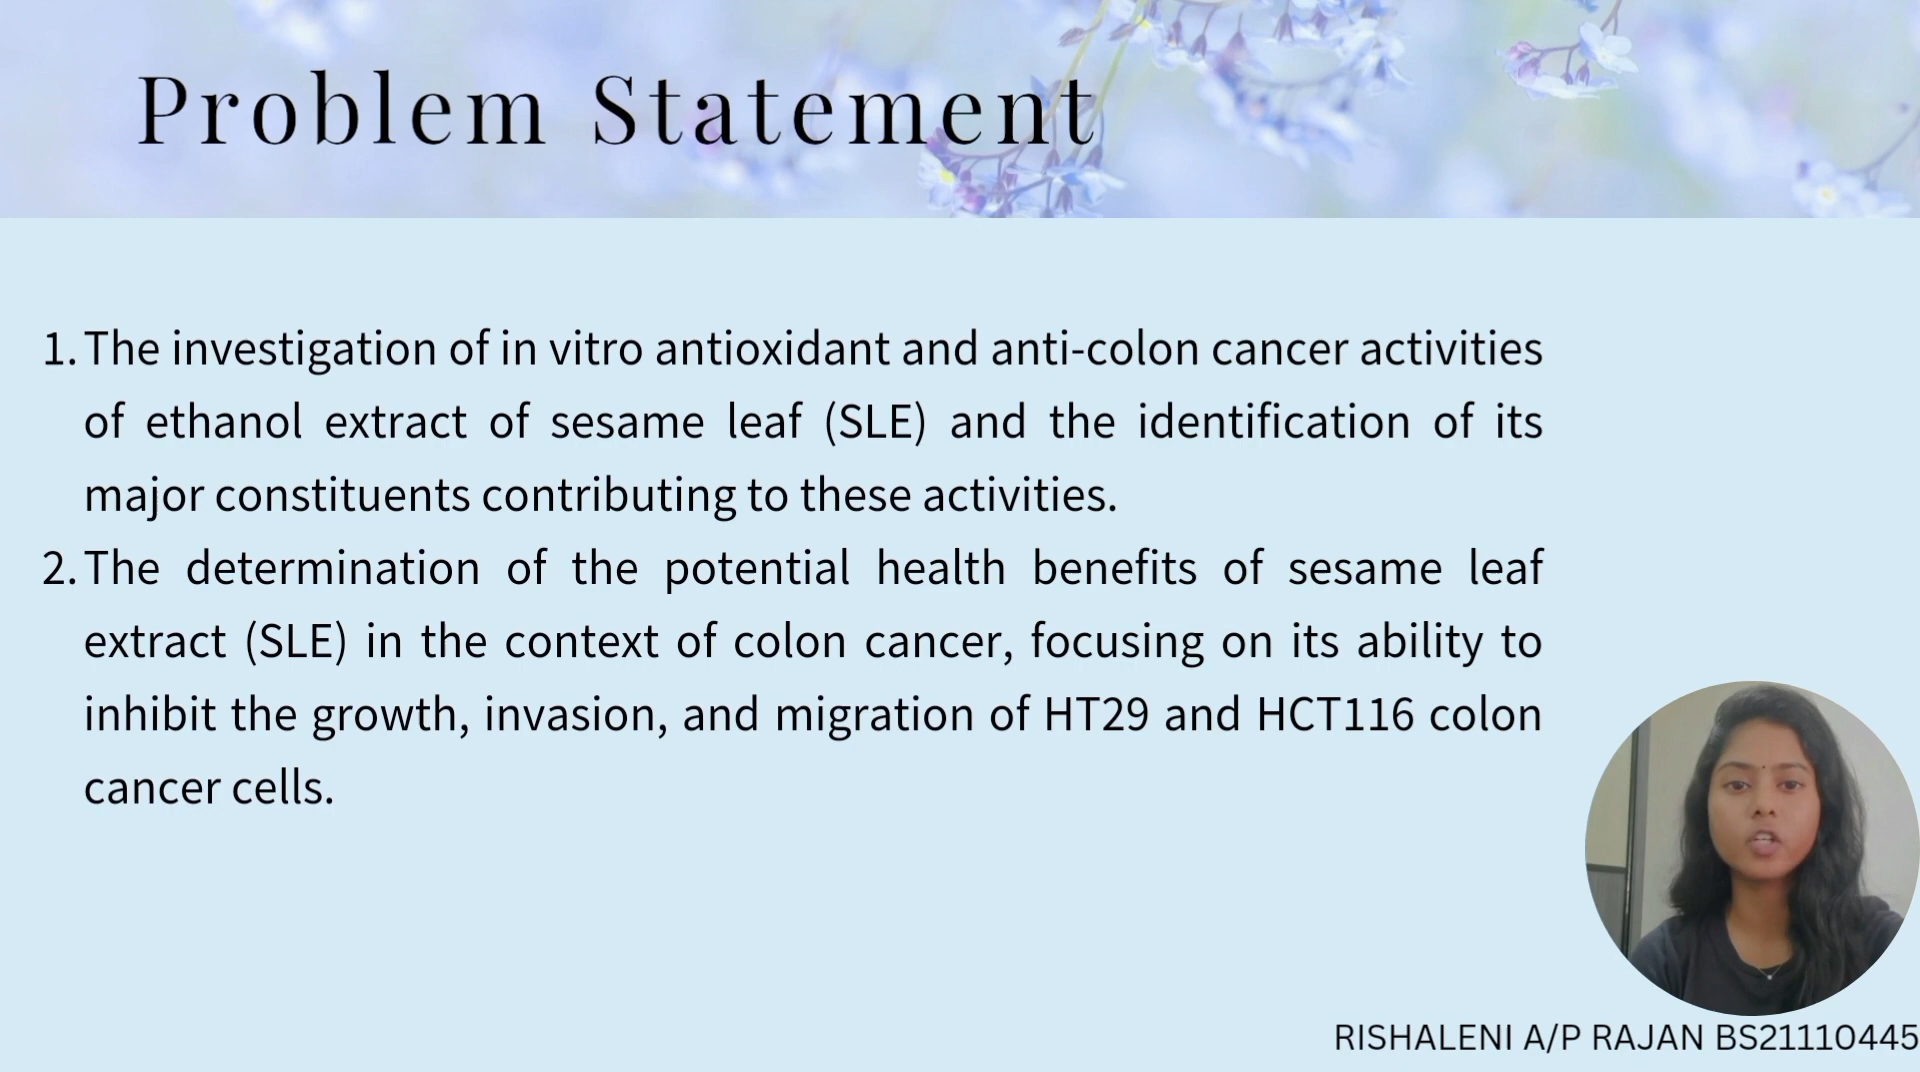 Problem Statement
1. The investigation of in vitro antioxidant and anti-colon cancer activities
of ethanol extract of sesame leaf (SLE) and the identification of its
major constituents contributing to these activities.
2. The determination of the potential health benefits of sesame leaf
extract (SLE) in the context of colon cancer, focusing on its ability to
inhibit the growth, invasion, and migration of HT29 and HCT116 colon
cancer cells.
RISHALENI A/P RAJAN BS21110445